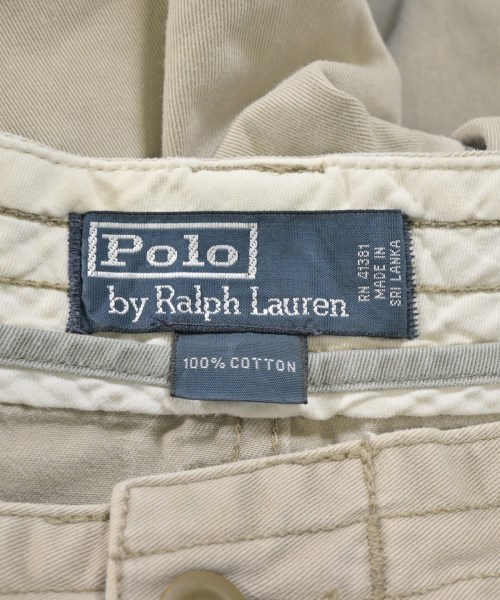 Polo
by Ralph Lauren
RN 41381
MADE IN
SRI LANKA
100% COTTON